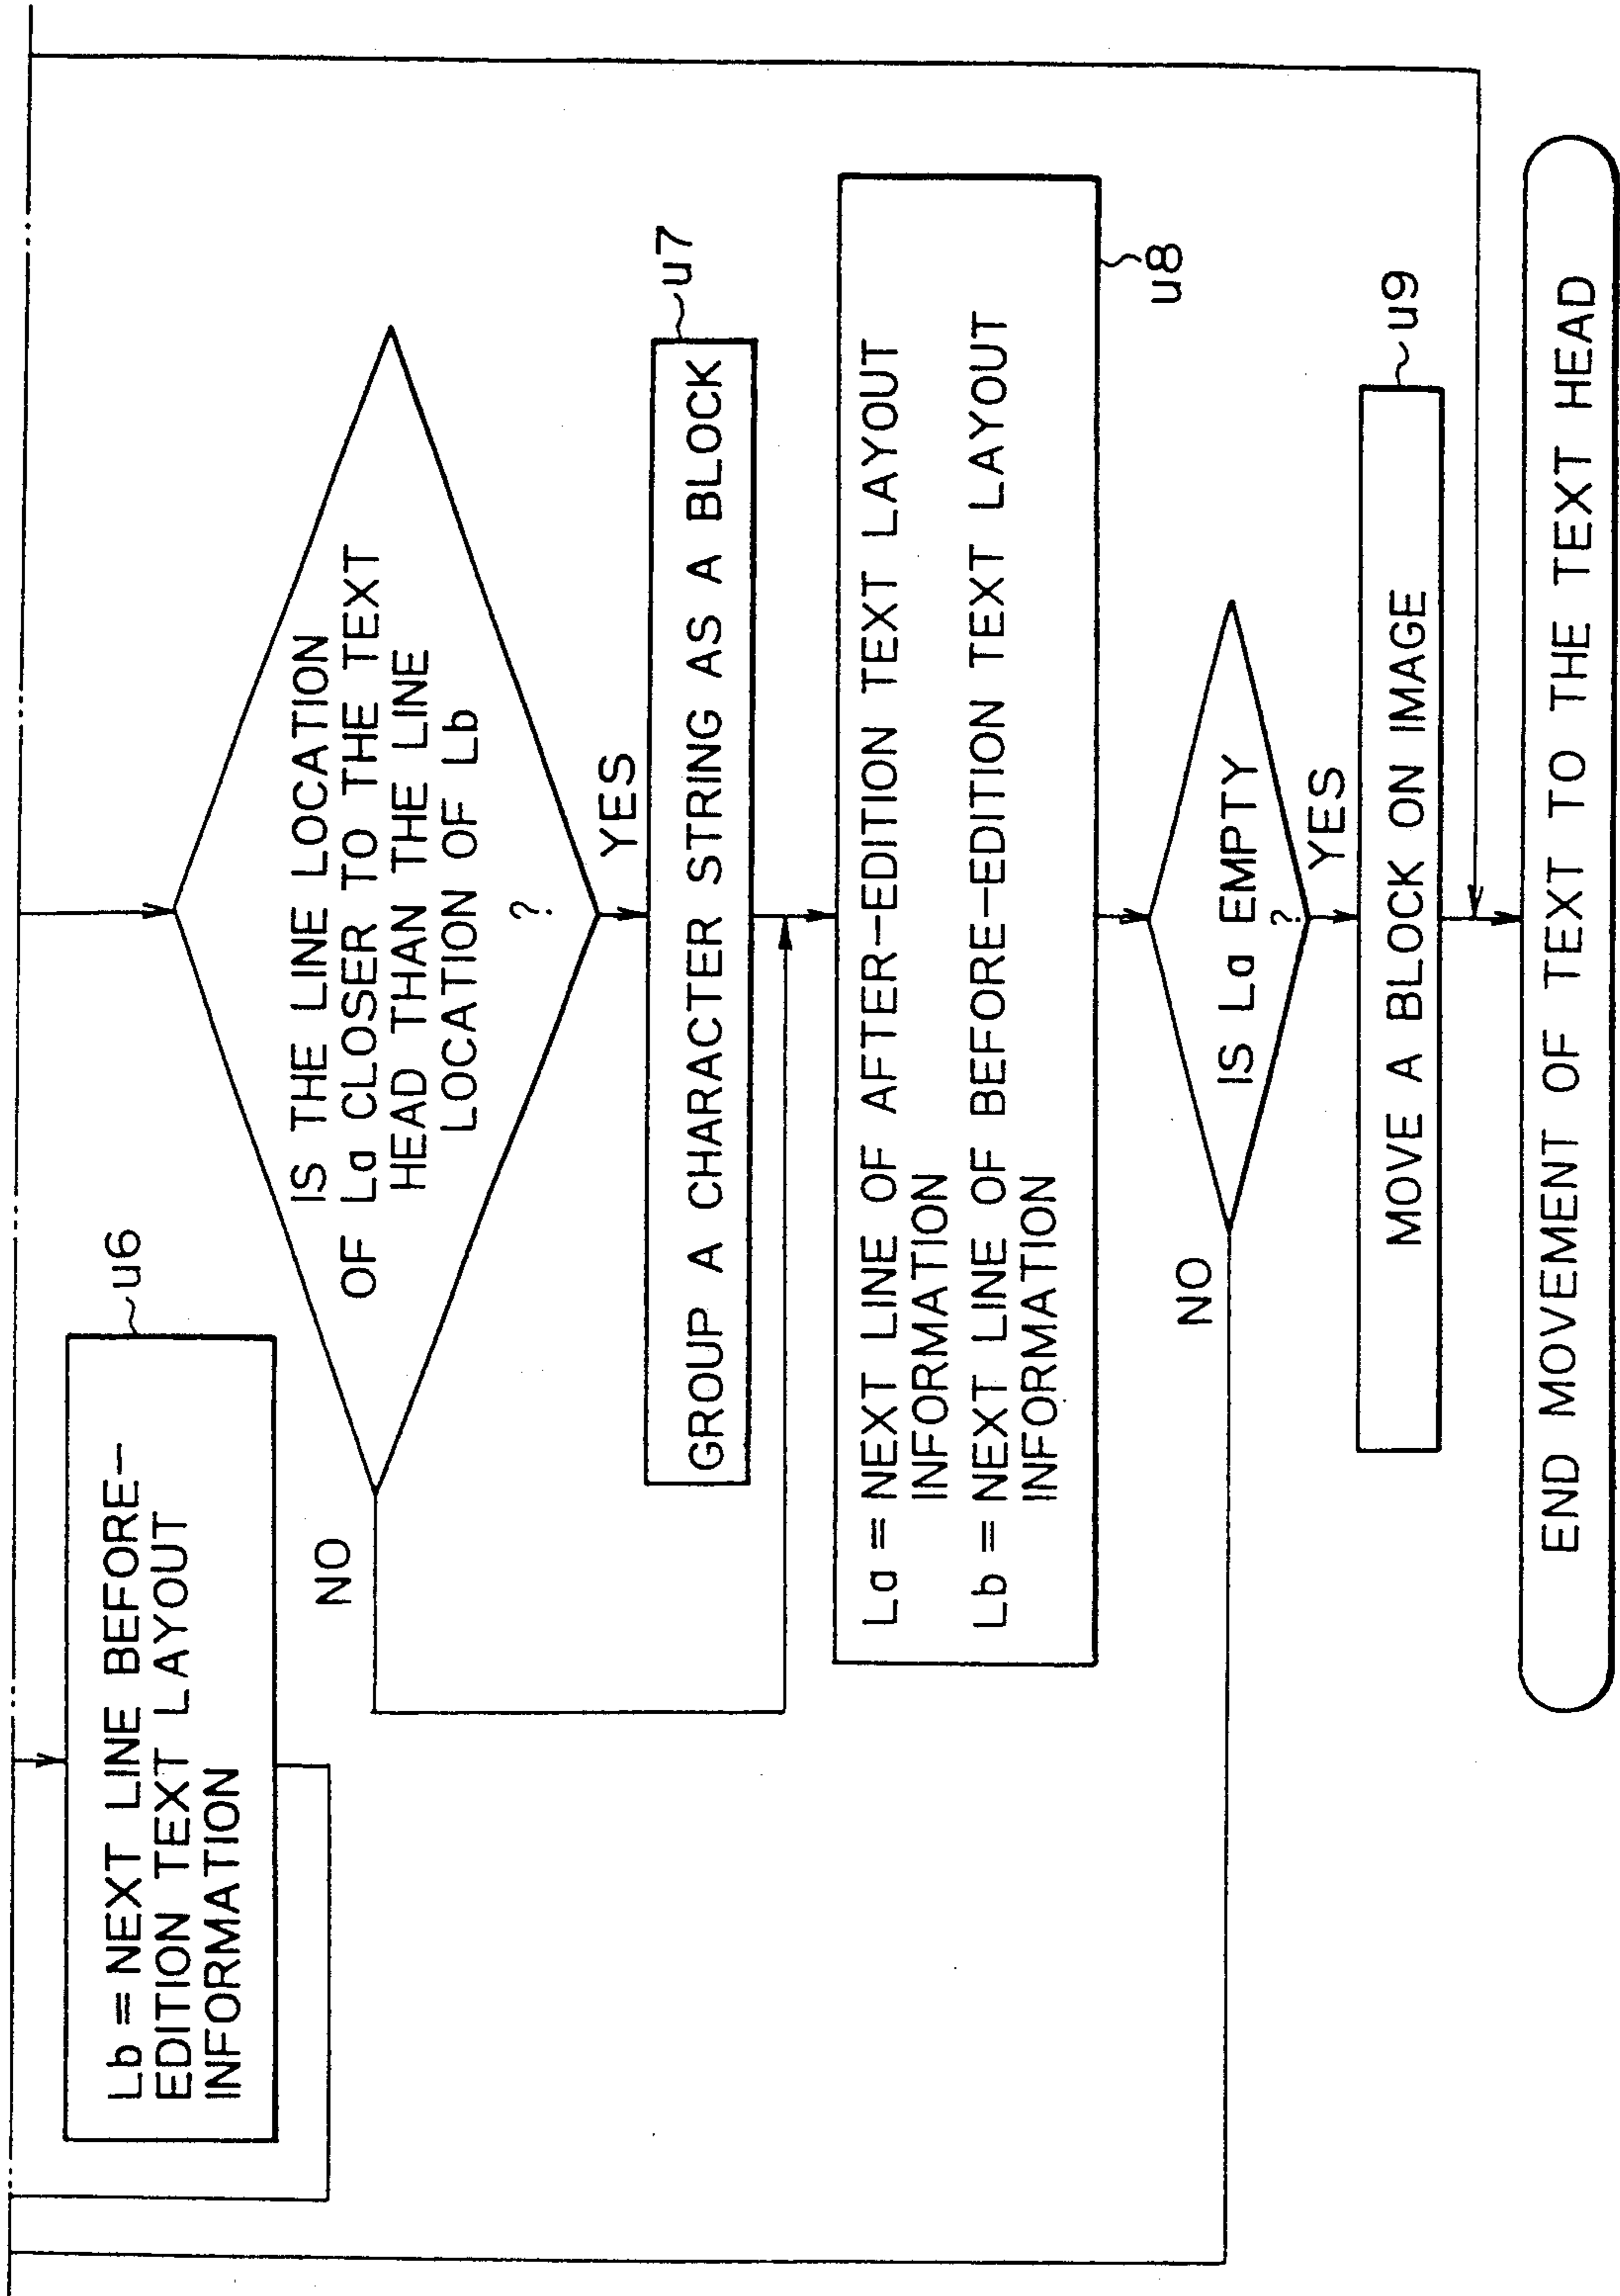 Lb = NEXT LINE BEFORE-
EDITION TEXT LAYOUT
INFORMATION
u6
IS THE LINE LOCATION
OF La CLOSER TO THE TEXT
HEAD THAN THE LINE
LOCATION OF Lb
?
NO
YES
GROUP A CHARACTER STRING AS A BLOCK
u7
La = NEXT LINE OF AFTER-EDITION TEXT LAYOUT
INFORMATION
Lb = NEXT LINE OF BEFORE-EDITION TEXT LAYOUT
INFORMATION
u8
IS La EMPTY
?
NO
YES
MOVE A BLOCK ON IMAGE
u9
END MOVEMENT OF TEXT TO THE TEXT HEAD